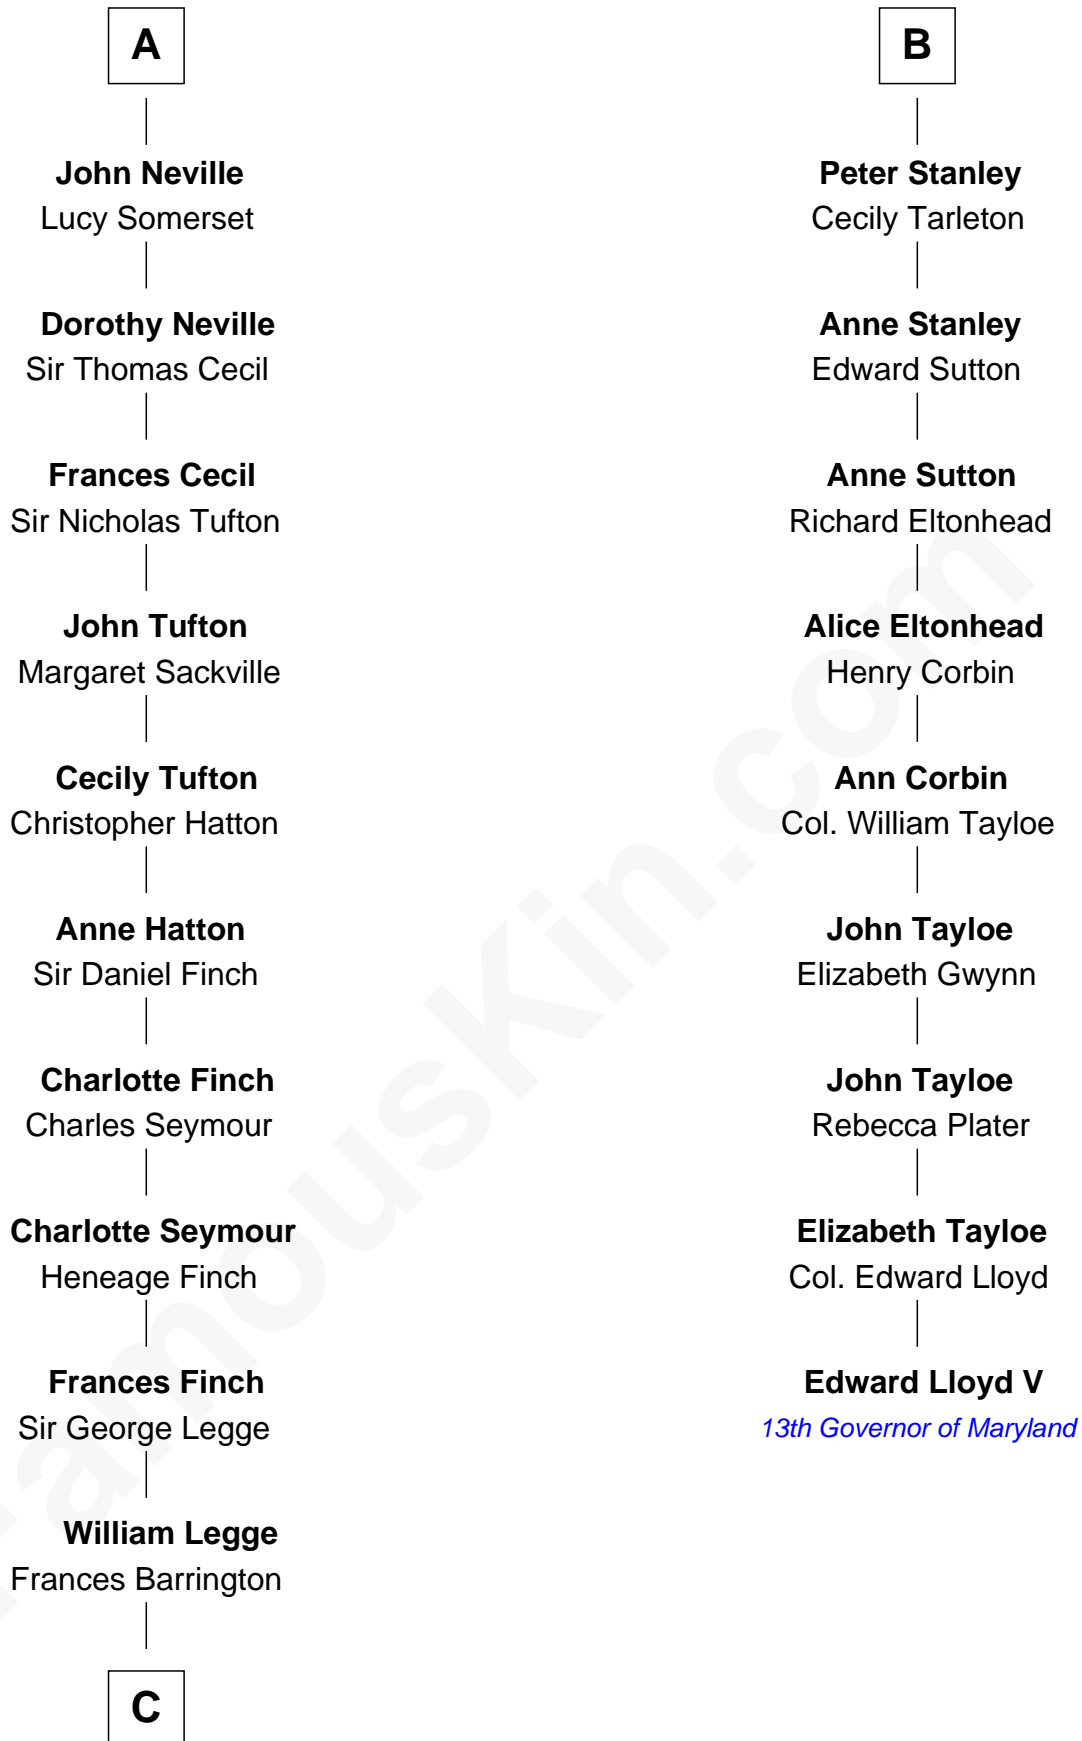 A
John Neville
Lucy Somerset
Dorothy Neville
Sir Thomas Cecil
Frances Cecil
Sir Nicholas Tufton
John Tufton
Margaret Sackville
Cecily Tufton
Christopher Hatton
Anne Hatton
Sir Daniel Finch
Charlotte Finch
Charles Seymour
Charlotte Seymour
Heneage Finch
Frances Finch
Sir George Legge
William Legge
Frances Barrington
C
B
Peter Stanley
Cecily Tarleton
Anne Stanley
Edward Sutton
Anne Sutton
Richard Eltonhead
Alice Eltonhead
Henry Corbin
Ann Corbin
Col. William Tayloe
John Tayloe
Elizabeth Gwynn
John Tayloe
Rebecca Plater
Elizabeth Tayloe
Col. Edward Lloyd
Edward Lloyd V
13th Governor of Maryland
FamousKin.com